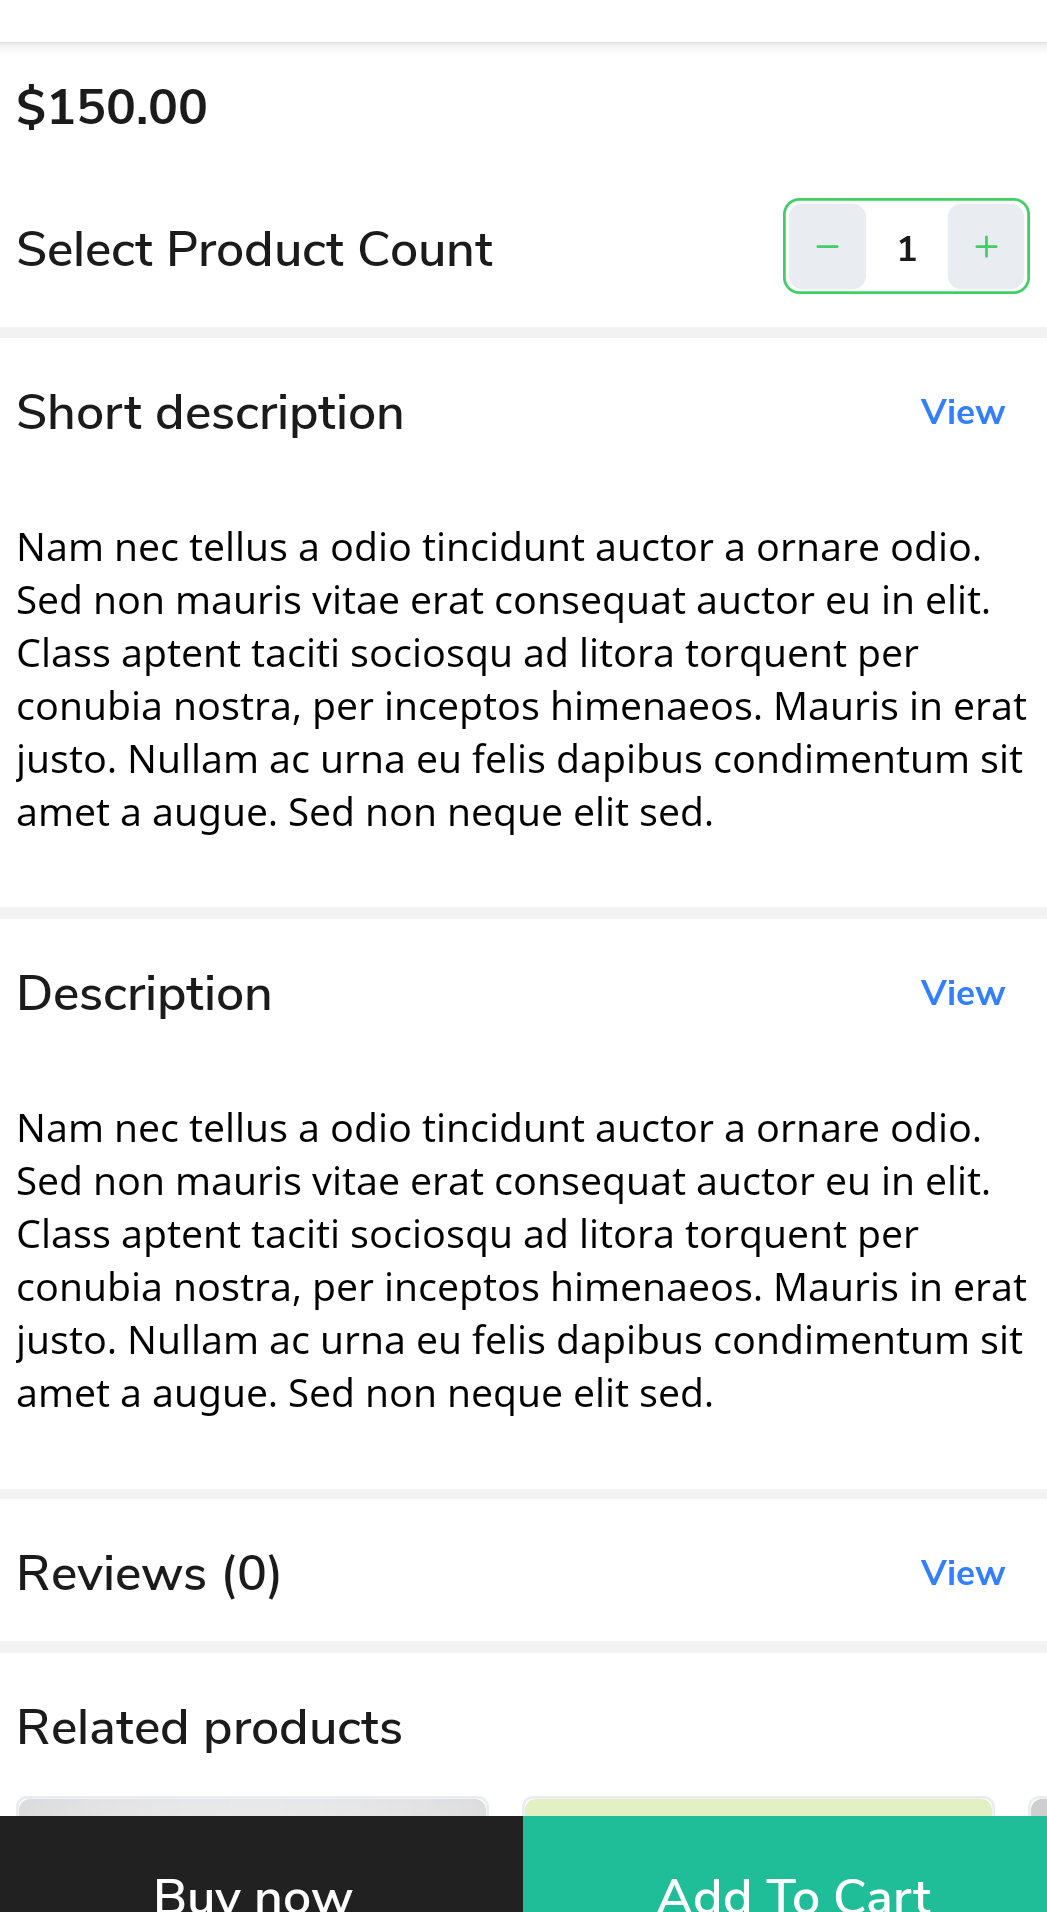 $150.00
Select Product Count
− 1 +
Short description View
Nam nec tellus a odio tincidunt auctor a ornare odio.
Sed non mauris vitae erat consequat auctor eu in elit.
Class aptent taciti sociosqu ad litora torquent per
conubia nostra, per inceptos himenaeos. Mauris in erat
justo. Nullam ac urna eu felis dapibus condimentum sit
amet a augue. Sed non neque elit sed.
Description View
Nam nec tellus a odio tincidunt auctor a ornare odio.
Sed non mauris vitae erat consequat auctor eu in elit.
Class aptent taciti sociosqu ad litora torquent per
conubia nostra, per inceptos himenaeos. Mauris in erat
justo. Nullam ac urna eu felis dapibus condimentum sit
amet a augue. Sed non neque elit sed.
Reviews (0) View
Related products
Buy now Add To Cart